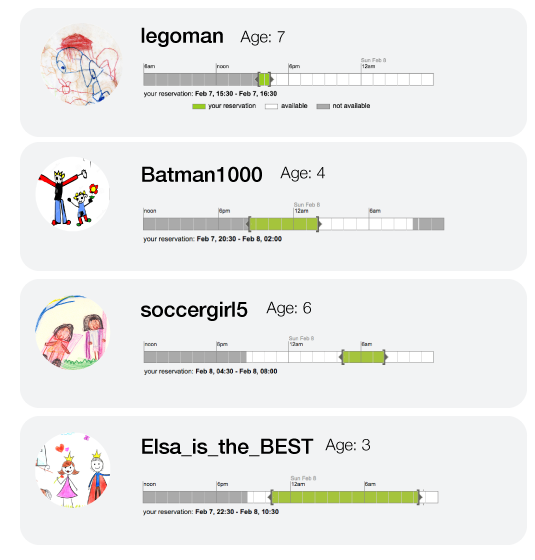 legoman Age: 7
Sun Feb 8
6am noon 6pm 12am
your reservation: Feb 7, 15:30 - Feb 7, 16:30
your reservation available not available
Batman1000 Age: 4
Sun Feb 8
noon 6pm 12am 6am
your reservation: Feb 7, 20:30 - Feb 8, 02:00
soccergirl5 Age: 6
Sun Feb 8
noon 6pm 12am 6am
your reservation: Feb 8, 04:30 - Feb 8, 08:00
Elsa_is_the_BEST Age: 3
Sun Feb 8
noon 6pm 12am 6am
your reservation: Feb 7, 22:30 - Feb 8, 10:30